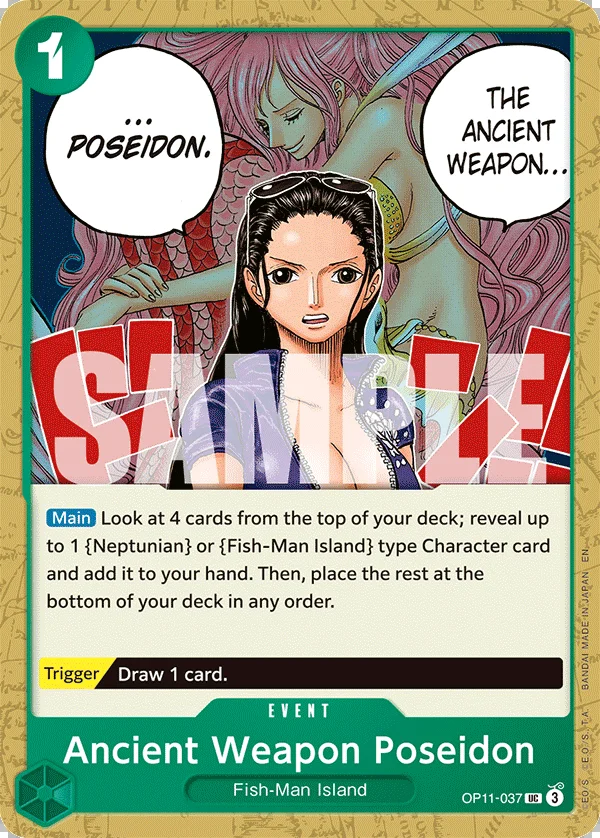 1
...
POSEIDON.
THE
ANCIENT
WEAPON...
SAMPLE
Main Look at 4 cards from the top of your deck; reveal up
to 1 {Neptunian} or {Fish-Man Island} type Character card
and add it to your hand. Then, place the rest at the
bottom of your deck in any order.
Trigger Draw 1 card.
EVENT
Ancient Weapon Poseidon
Fish-Man Island
OP11-037 UC 3
E.O.S. E.O.S.T.A. BANDAI MADE IN JAPAN EN